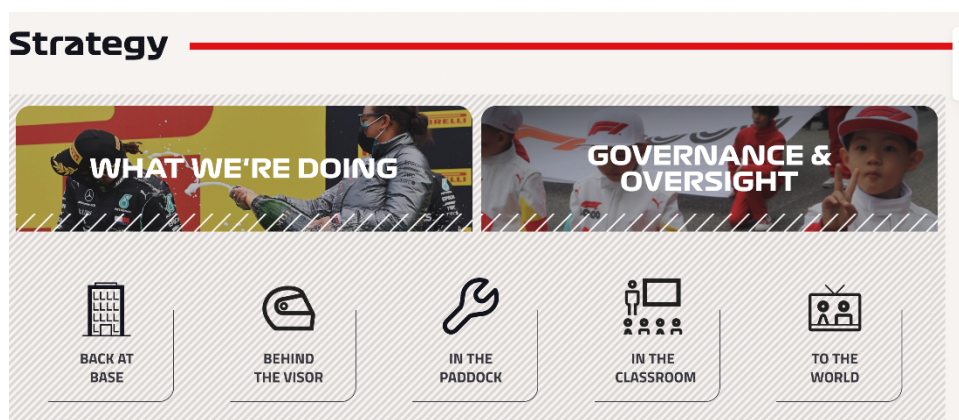 Strategy
WHAT WE'RE DOING
GOVERNANCE &
OVERSIGHT
BACK AT
BASE
BEHIND
THE VISOR
IN THE
PADDOCK
IN THE
CLASSROOM
TO THE
WORLD